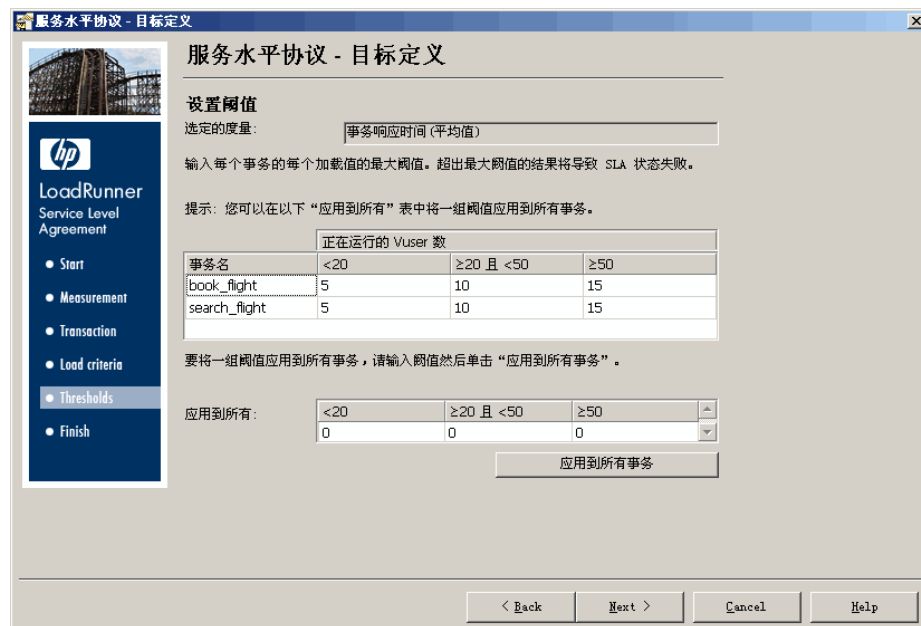 服务水平协议 - 目标定义
服务水平协议 - 目标定义
hp
LoadRunner
Service Level
Agreement
Start
Measurement
Transaction
Load criteria
Thresholds
Finish
设置阈值
选定的度量:
事务响应时间(平均值)
输入每个事务的每个加载值的最大阈值。超出最大阈值的结果将导致 SLA 状态失败。
提示: 您可以在以下“应用到所有”表中将一组阈值应用到所有事务。
正在运行的 Vuser 数
事务名 <20 ≥20 且 <50 ≥50
book_flight 5 10 15
search_flight 5 10 15
要将一组阈值应用到所有事务,请输入阈值然后单击“应用到所有事务”。
应用到所有: <20 ≥20 且 <50 ≥50
0 0 0
应用到所有事务
< Back Next > Cancel Help